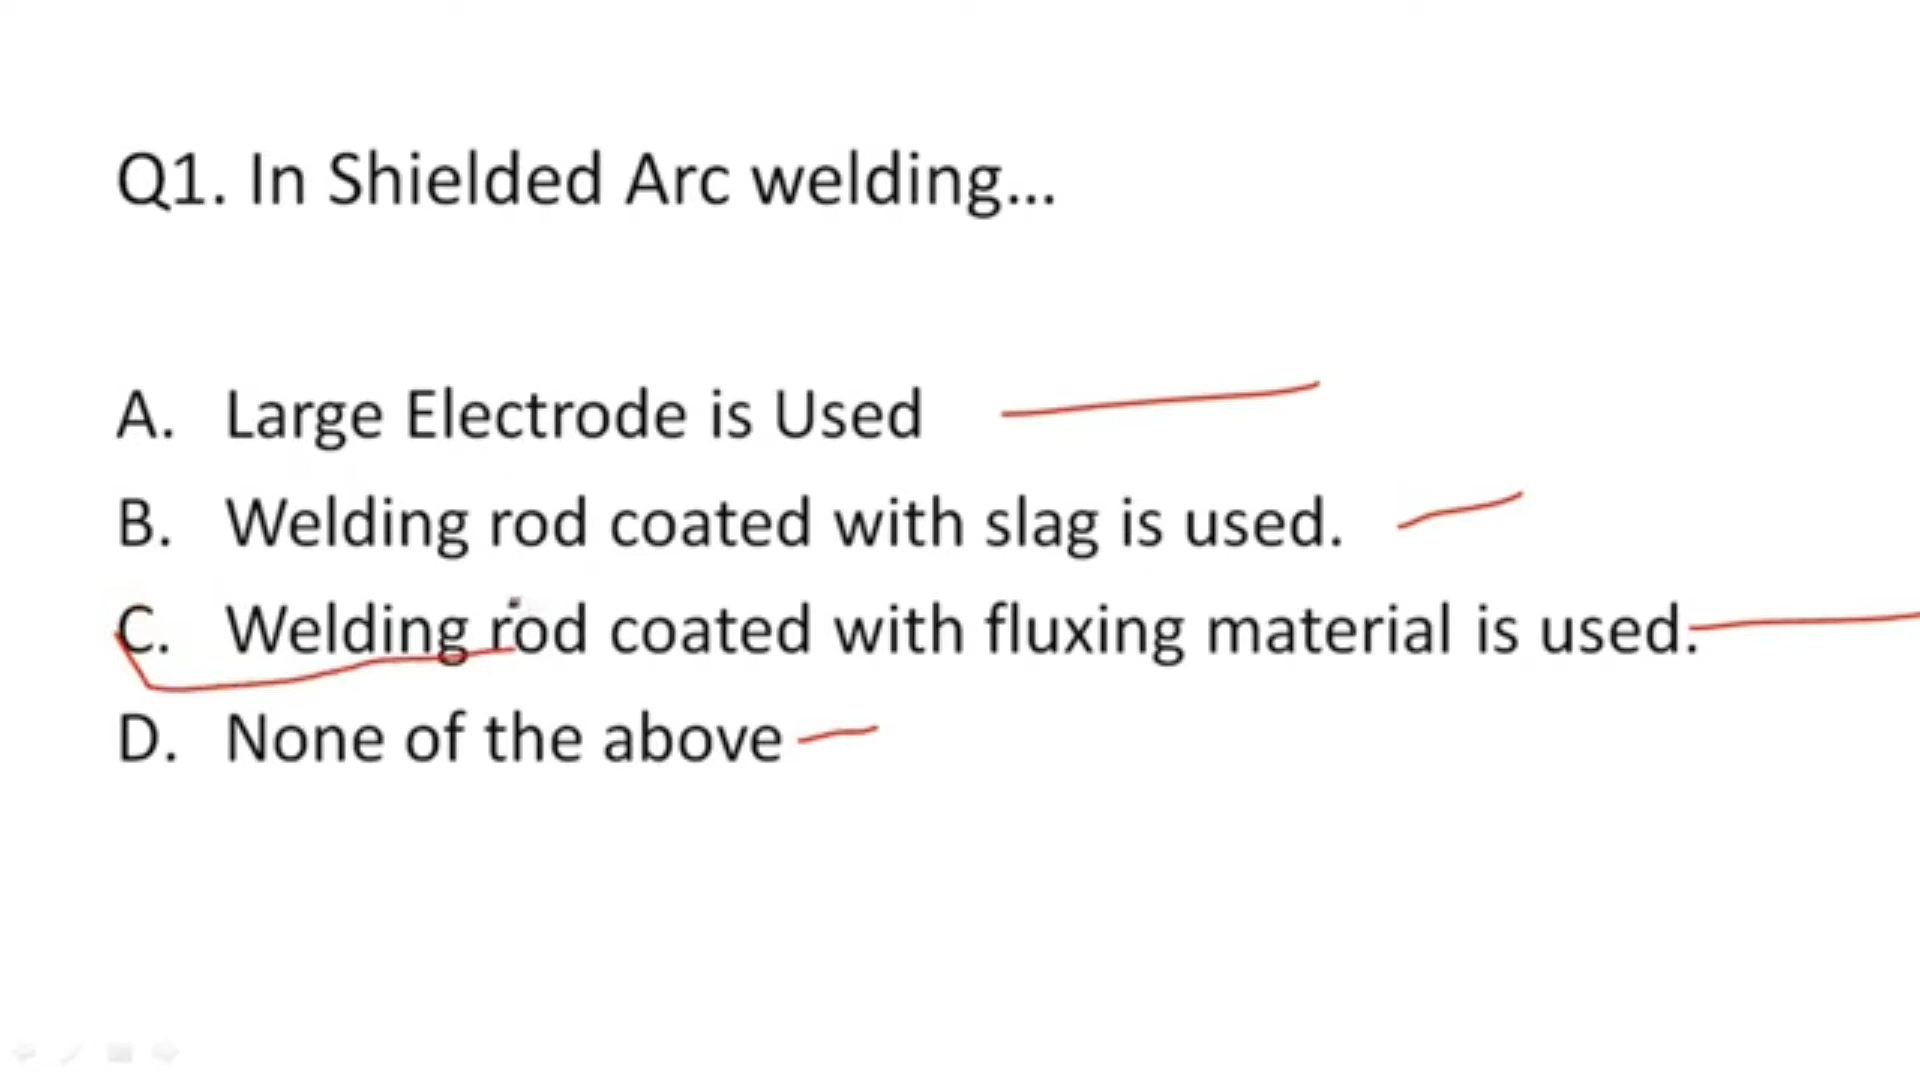 Q1. In Shielded Arc welding...
A. Large Electrode is Used
B. Welding rod coated with slag is used.
C. Welding rod coated with fluxing material is used.
D. None of the above